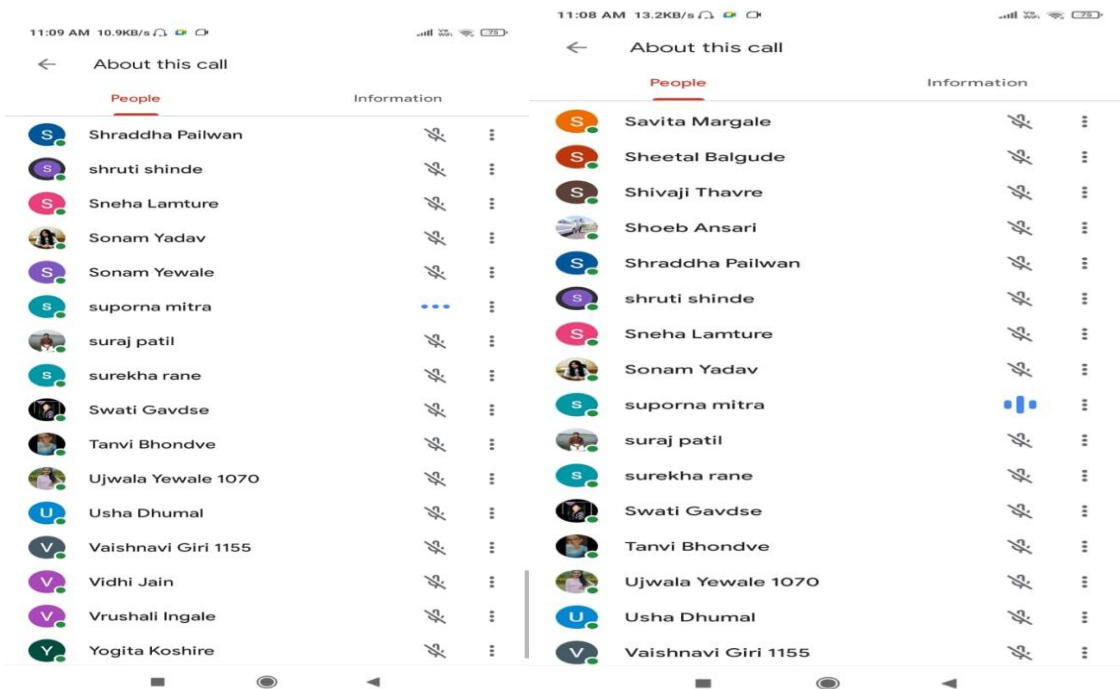 11:09 AM 10.9KB/s
About this call
People Information
S Shraddha Pailwan
S shruti shinde
S Sneha Lamture
Sonam Yadav
S Sonam Yewale
s suporna mitra
suraj patil
s surekha rane
Swati Gavdse
Tanvi Bhondve
Ujwala Yewale 1070
U Usha Dhumal
V Vaishnavi Giri 1155
V Vidhi Jain
V Vrushali Ingale
Y Yogita Koshire
11:08 AM 13.2KB/s
About this call
People Information
S Savita Margale
S Sheetal Balgude
S Shivaji Thavre
Shoeb Ansari
S Shraddha Pailwan
S shruti shinde
S Sneha Lamture
Sonam Yadav
s suporna mitra
suraj patil
s surekha rane
Swati Gavdse
Tanvi Bhondve
Ujwala Yewale 1070
U Usha Dhumal
V Vaishnavi Giri 1155